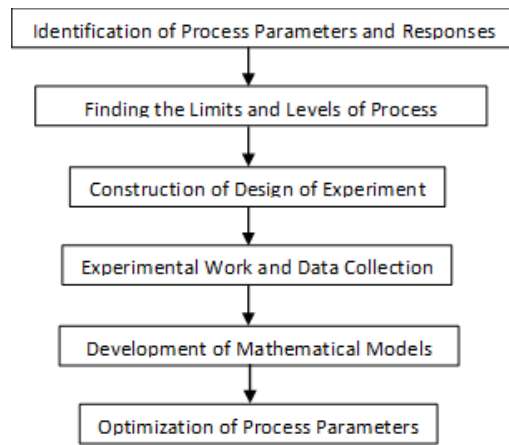 Identification of Process Parameters and Responses
Finding the Limits and Levels of Process
Construction of Design of Experiment
Experimental Work and Data Collection
Development of Mathematical Models
Optimization of Process Parameters